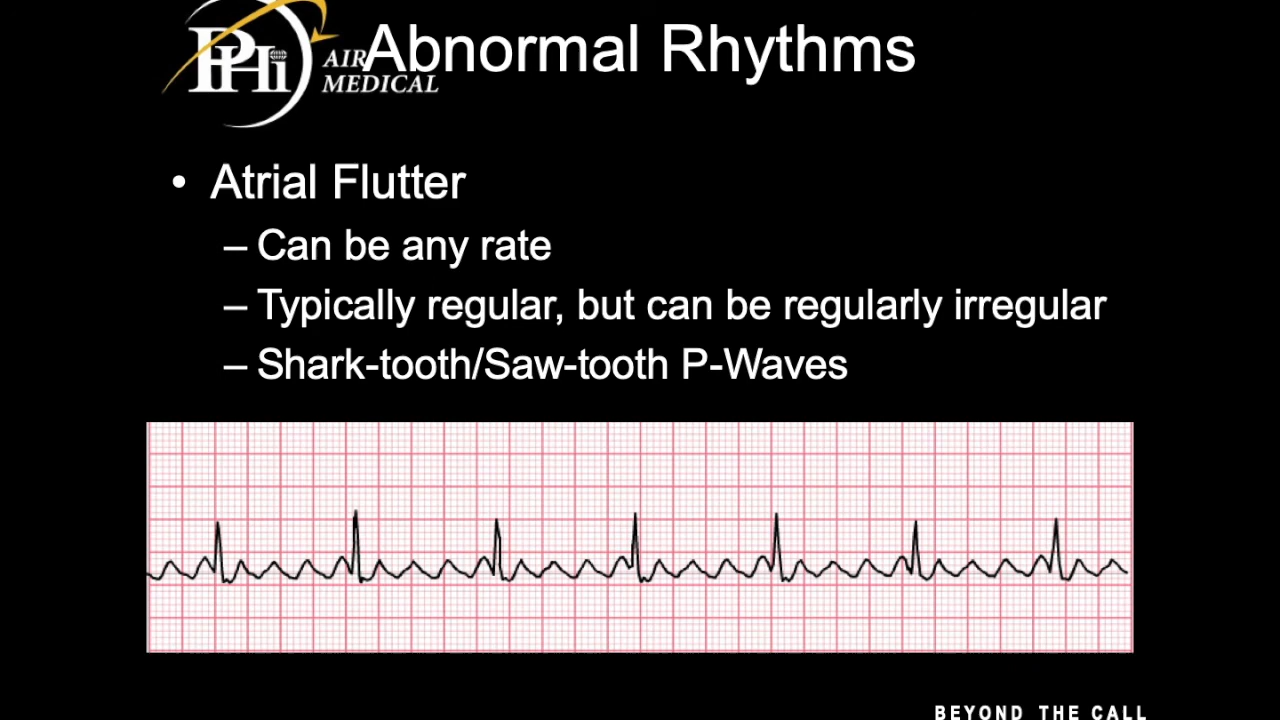 PHi
AIR
MEDICAL
Abnormal Rhythms
• Atrial Flutter
– Can be any rate
– Typically regular, but can be regularly irregular
– Shark-tooth/Saw-tooth P-Waves
BEYOND THE CALL